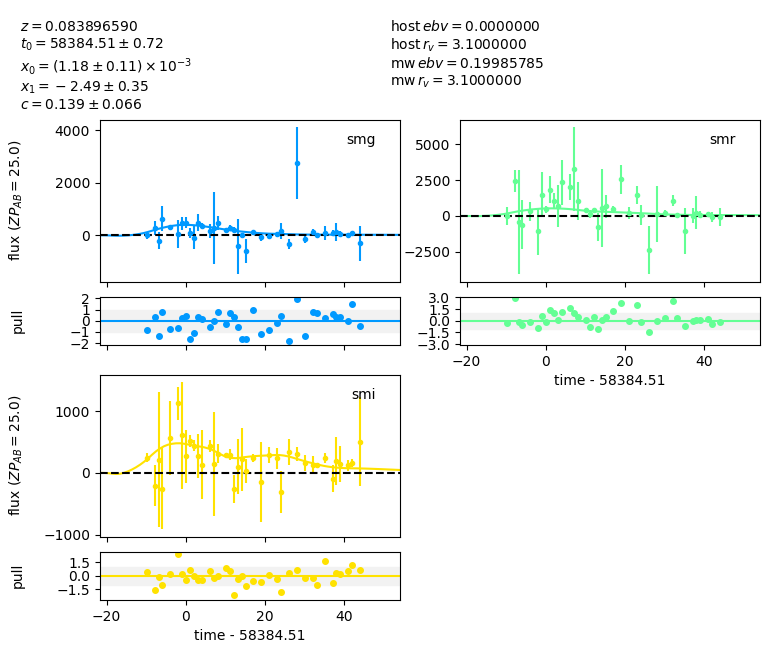 z = 0.083896590
t₀ = 58384.51 ± 0.72
x₀ = (1.18 ± 0.11) × 10⁻³
x₁ = −2.49 ± 0.35
c = 0.139 ± 0.066
host ebv = 0.0000000
host r_v = 3.1000000
mw ebv = 0.19985785
mw r_v = 3.1000000
smg
4000
2000
0
flux (ZP_AB = 25.0)
2
1
0
−1
−2
pull
smr
5000
2500
0
−2500
3.0
1.5
0.0
−1.5
−3.0
−20 0 20 40
time - 58384.51
smi
1000
0
−1000
flux (ZP_AB = 25.0)
1.5
0.0
−1.5
pull
−20 0 20 40
time - 58384.51